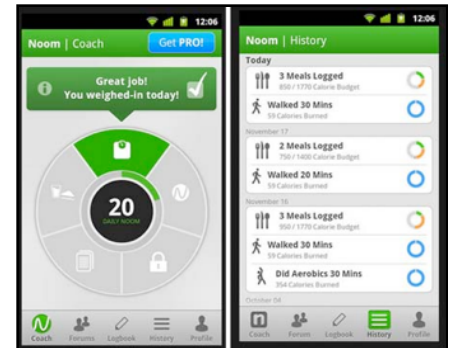 12:06
Noom | Coach
Get PRO!
Great job!
You weighed-in today!
20
DAILY NOOM
Coach
Forums
Logbook
History
Profile
12:06
Noom | History
Today
3 Meals Logged
850 / 1770 Calorie Budget
Walked 30 Mins
59 Calories Burned
November 17
2 Meals Logged
750 / 1400 Calorie Budget
Walked 20 Mins
59 Calories Burned
November 16
3 Meals Logged
950 / 1770 Calorie Budget
Walked 30 Mins
59 Calories Burned
Did Aerobics 30 Mins
354 Calories Burned
October 04
Coach
Forums
Logbook
History
Profile